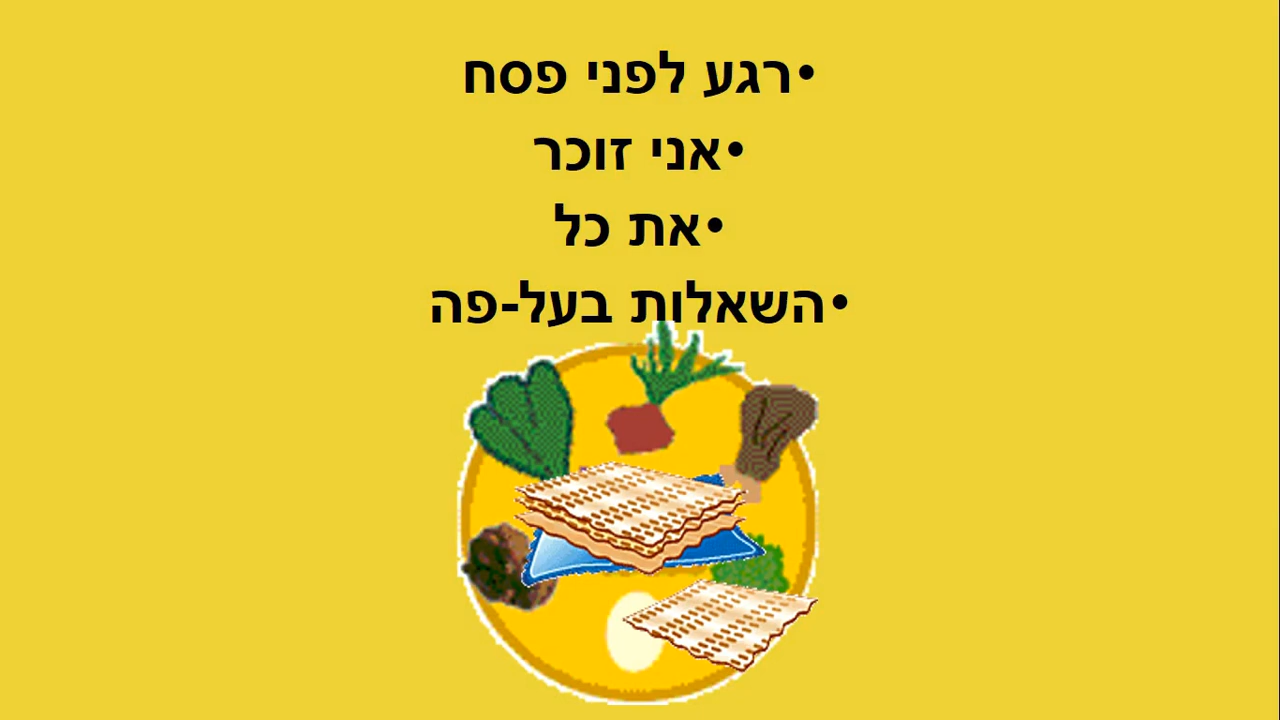 •רגע לפני פסח
•אני זוכר
•את כל
•השאלות בעל-פה